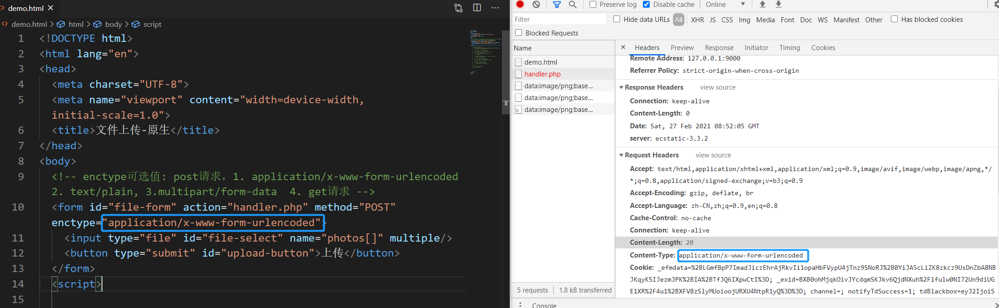 demo.html ×
demo.html > html > body > script
1 <!DOCTYPE html>
2 <html lang="en">
3 <head>
4 <meta charset="UTF-8">
5 <meta name="viewport" content="width=device-width,
initial-scale=1.0">
6 <title>文件上传-原生</title>
7 </head>
8 <body>
9 <!-- enctype可选值: post请求, 1. application/x-www-form-urlencoded
2. text/plain, 3.multipart/form-data  4. get请求 -->
10 <form id="file-form" action="handler.php" method="POST"
enctype="application/x-www-form-urlencoded">
11 <input type="file" id="file-select" name="photos[]" multiple/>
12 <button type="submit" id="upload-button">上传</button>
13 </form>
14 <script>
15
Preserve log Disable cache Online
Filter Hide data URLs All XHR JS CSS Img Media Font Doc WS Manifest Other Has blocked cookies
Blocked Requests
Name
demo.html
handler.php
data:image/png;base...
data:image/png;base...
data:image/png;base...
5 requests 1.8 kB transferred
× Headers Preview Response Initiator Timing Cookies
Remote Address: 127.0.0.1:9000
Referrer Policy: strict-origin-when-cross-origin
Response Headers view source
Connection: keep-alive
Content-Length: 0
Date: Sat, 27 Feb 2021 08:52:05 GMT
server: ecstatic-3.3.2
Request Headers view source
Accept: text/html,application/xhtml+xml,application/xml;q=0.9,image/avif,image/webp,image/apng,*/
*;q=0.8,application/signed-exchange;v=b3;q=0.9
Accept-Encoding: gzip, deflate, br
Accept-Language: zh-CN,zh;q=0.9,en;q=0.8
Cache-Control: no-cache
Connection: keep-alive
Content-Length: 20
Content-Type: application/x-www-form-urlencoded
Cookie: _efmdata=%2BLGmfBpP7ImadJiczEhrAjRkvIi1opaHbFVypU4jTnz9SNoRJ%2B0YiJA5cLiZK8zkcz9UsDnZbA8NB
JKqyKSIJezmJPK%2BIA%2BTfJQ6IXpwCtI%3D; _exid=BXB0ohMjqkOivJYcdqmSKJkv6QjdNXuh%2F1fulw0NI72Un9diUG
E1XR%2F4u1%2BXFV8zSlyMUoioojURXU4NtpR1yQ%3D%3D; channel=; notifyTdSuccess=1; tdBlackbox=eyJ2IjoiS
Console